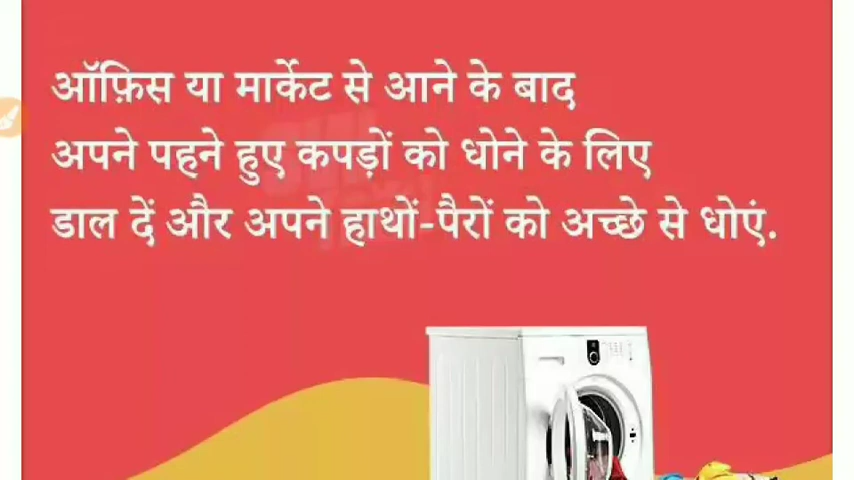 ऑफ़िस या मार्केट से आने के बाद
अपने पहने हुए कपड़ों को धोने के लिए
डाल दें और अपने हाथों-पैरों को अच्छे से धोएं.